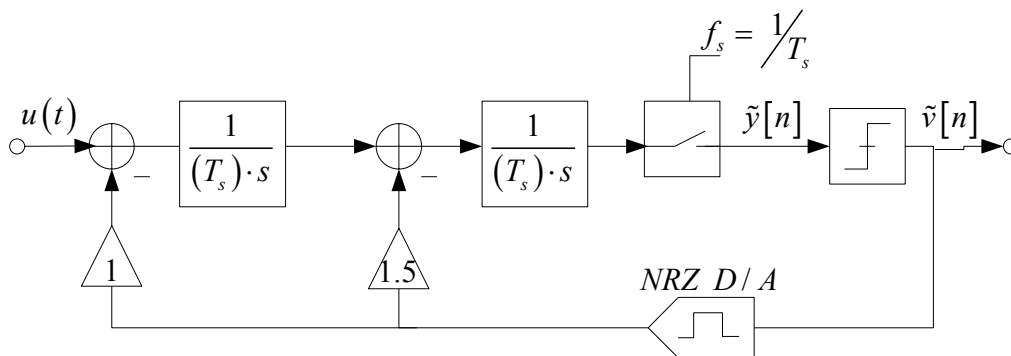 f_s = 1/T_s
u(t)
1/((T_s)·s)
1/((T_s)·s)
ỹ[n]
ṽ[n]
−
−
1
1.5
NRZ D/A